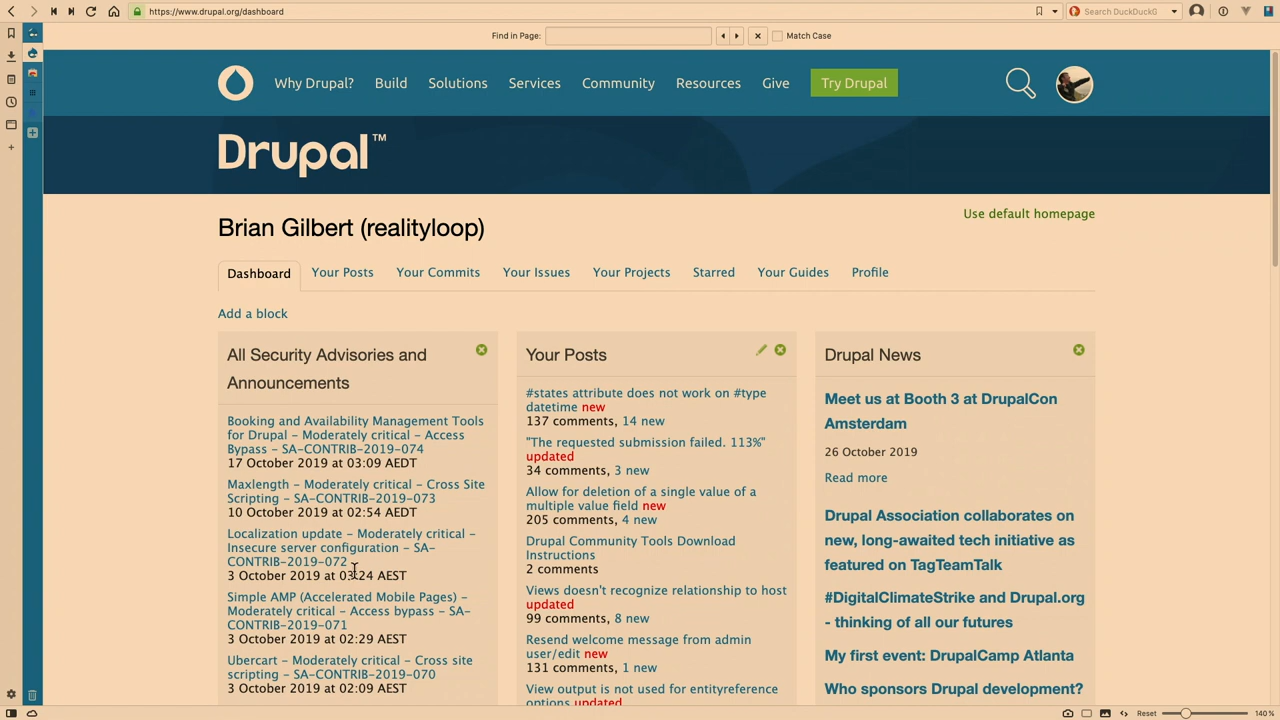 https://www.drupal.org/dashboard
Search DuckDuckG
Find in Page:
Match Case
Why Drupal?
Build
Solutions
Services
Community
Resources
Give
Try Drupal
Drupal™
Brian Gilbert (realityloop)
Use default homepage
Dashboard
Your Posts
Your Commits
Your Issues
Your Projects
Starred
Your Guides
Profile
Add a block
All Security Advisories and
Announcements
Booking and Availability Management Tools
for Drupal - Moderately critical - Access
Bypass - SA-CONTRIB-2019-074
17 October 2019 at 03:09 AEDT
Maxlength - Moderately critical - Cross Site
Scripting - SA-CONTRIB-2019-073
10 October 2019 at 02:54 AEDT
Localization update - Moderately critical -
Insecure server configuration - SA-
CONTRIB-2019-072
3 October 2019 at 03:24 AEST
Simple AMP (Accelerated Mobile Pages) -
Moderately critical - Access bypass - SA-
CONTRIB-2019-071
3 October 2019 at 02:29 AEST
Ubercart - Moderately critical - Cross site
scripting - SA-CONTRIB-2019-070
3 October 2019 at 02:09 AEST
Your Posts
#states attribute does not work on #type
datetime new
137 comments, 14 new
"The requested submission failed. 113%"
updated
34 comments, 3 new
Allow for deletion of a single value of a
multiple value field new
205 comments, 4 new
Drupal Community Tools Download
Instructions
2 comments
Views doesn't recognize relationship to host
updated
99 comments, 8 new
Resend welcome message from admin
user/edit new
131 comments, 1 new
View output is not used for entityreference
options updated
Drupal News
Meet us at Booth 3 at DrupalCon
Amsterdam
26 October 2019
Read more
Drupal Association collaborates on
new, long-awaited tech initiative as
featured on TagTeamTalk
#DigitalClimateStrike and Drupal.org
- thinking of all our futures
My first event: DrupalCamp Atlanta
Who sponsors Drupal development?
Reset
140 %